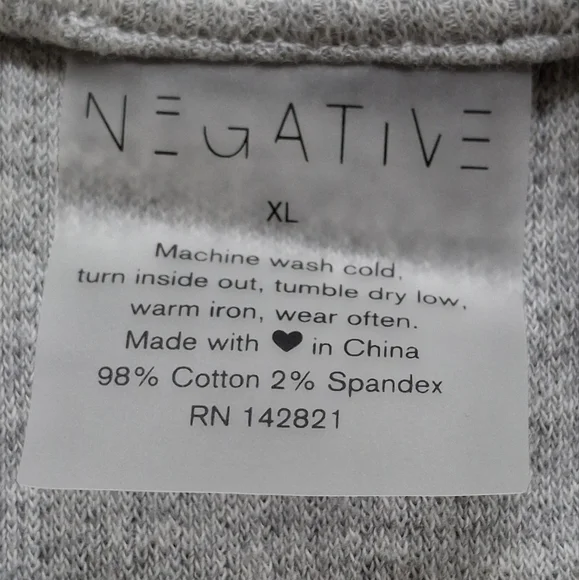 NEGATIVE
XL
Machine wash cold,
turn inside out, tumble dry low,
warm iron, wear often.
Made with ♥ in China
98% Cotton 2% Spandex
RN 142821